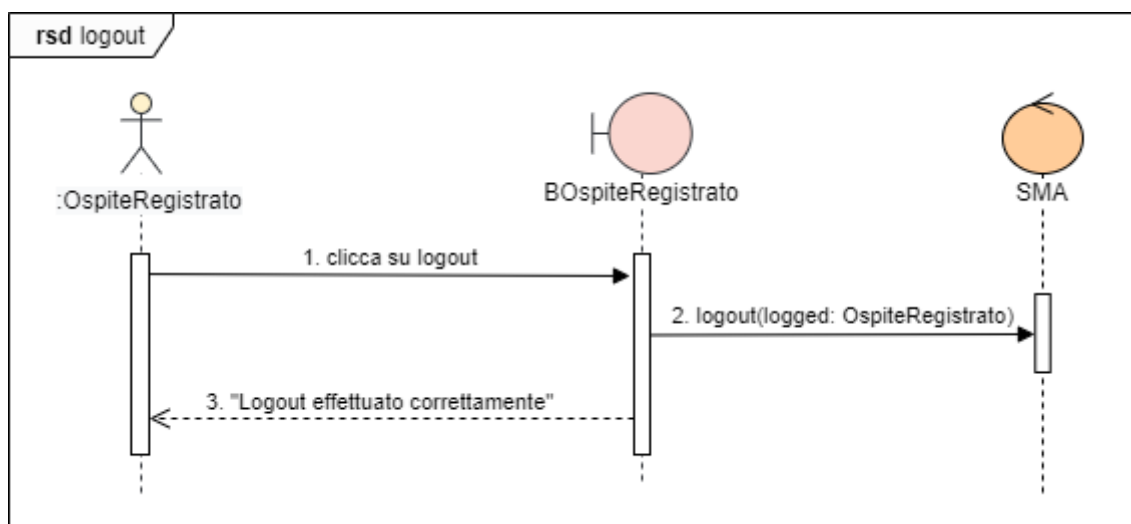 rsd logout
:OspiteRegistrato
BOspiteRegistrato
SMA
1. clicca su logout
2. logout(logged: OspiteRegistrato)
3. "Logout effettuato correttamente"